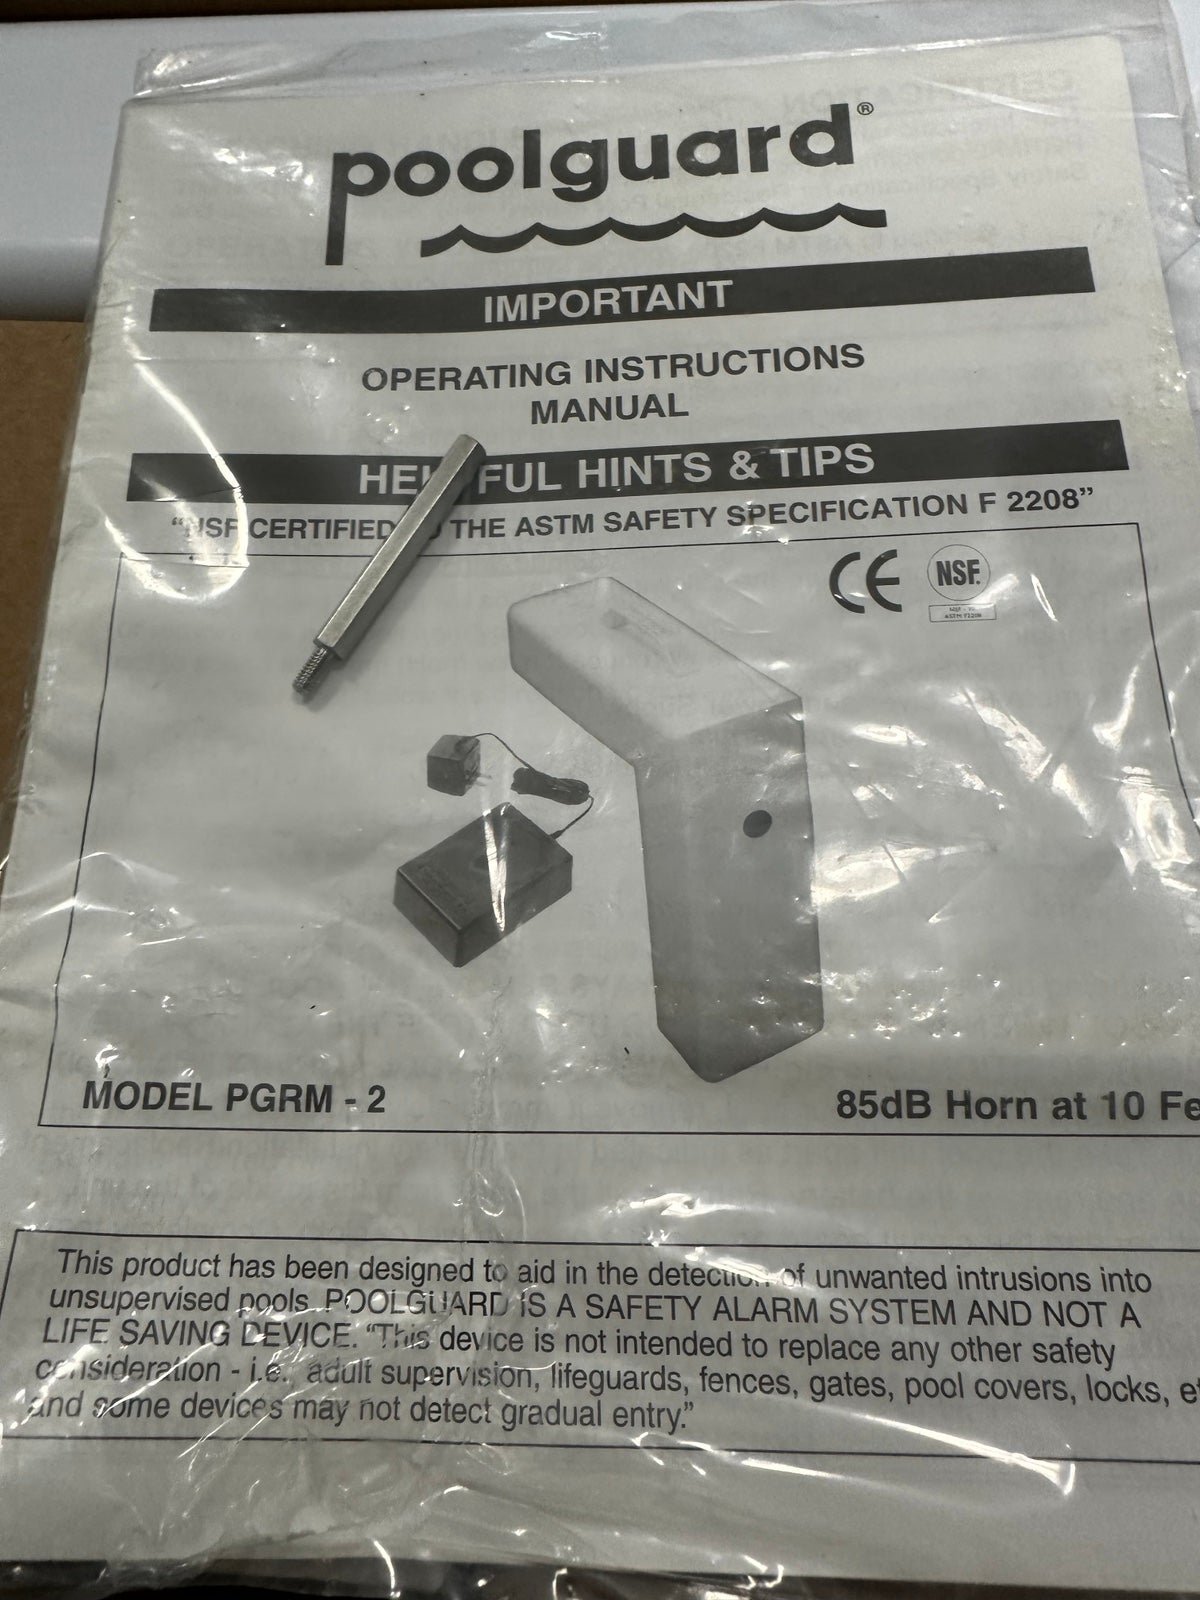 poolguard®
IMPORTANT
OPERATING INSTRUCTIONS
MANUAL
HE FUL HINTS & TIPS
"NSF CERTIFIED THE ASTM SAFETY SPECIFICATION F 2208"
CE NSF.
ASTM F2208
MODEL PGRM - 2
85dB Horn at 10 Fe
This product has been designed to aid in the detection of unwanted intrusions into
unsupervised pools. POOLGUARD IS A SAFETY ALARM SYSTEM AND NOT A
LIFE SAVING DEVICE. "This device is not intended to replace any other safety
consideration - i.e., adult supervision, lifeguards, fences, gates, pool covers, locks, et
and some devices may not detect gradual entry."